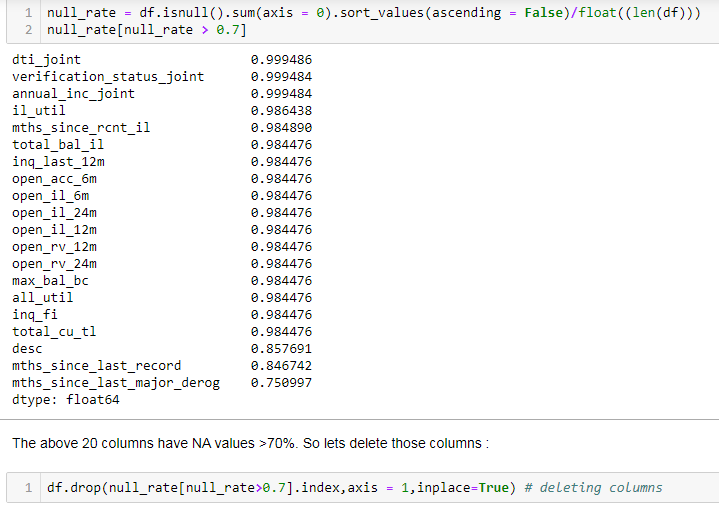 1 null_rate = df.isnull().sum(axis = 0).sort_values(ascending = False)/float((len(df)))
2 null_rate[null_rate > 0.7]
dti_joint 0.999486
verification_status_joint 0.999484
annual_inc_joint 0.999484
il_util 0.986438
mths_since_rcnt_il 0.984890
total_bal_il 0.984476
inq_last_12m 0.984476
open_acc_6m 0.984476
open_il_6m 0.984476
open_il_24m 0.984476
open_il_12m 0.984476
open_rv_12m 0.984476
open_rv_24m 0.984476
max_bal_bc 0.984476
all_util 0.984476
inq_fi 0.984476
total_cu_tl 0.984476
desc 0.857691
mths_since_last_record 0.846742
mths_since_last_major_derog 0.750997
dtype: float64
The above 20 columns have NA values >70%. So lets delete those columns :
1 df.drop(null_rate[null_rate>0.7].index,axis = 1,inplace=True) # deleting columns